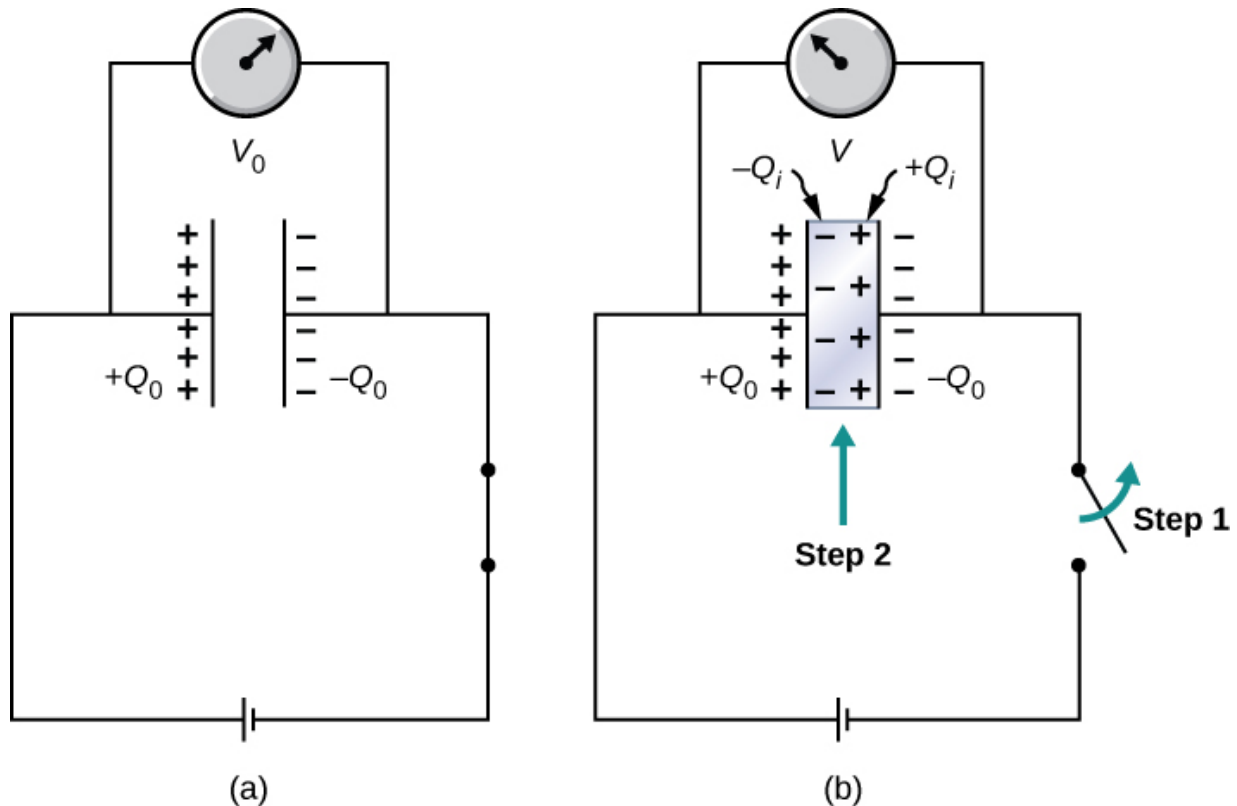 V₀
+Q₀
–Q₀
(a)
V
–Qᵢ
+Qᵢ
+Q₀
–Q₀
Step 1
Step 2
(b)